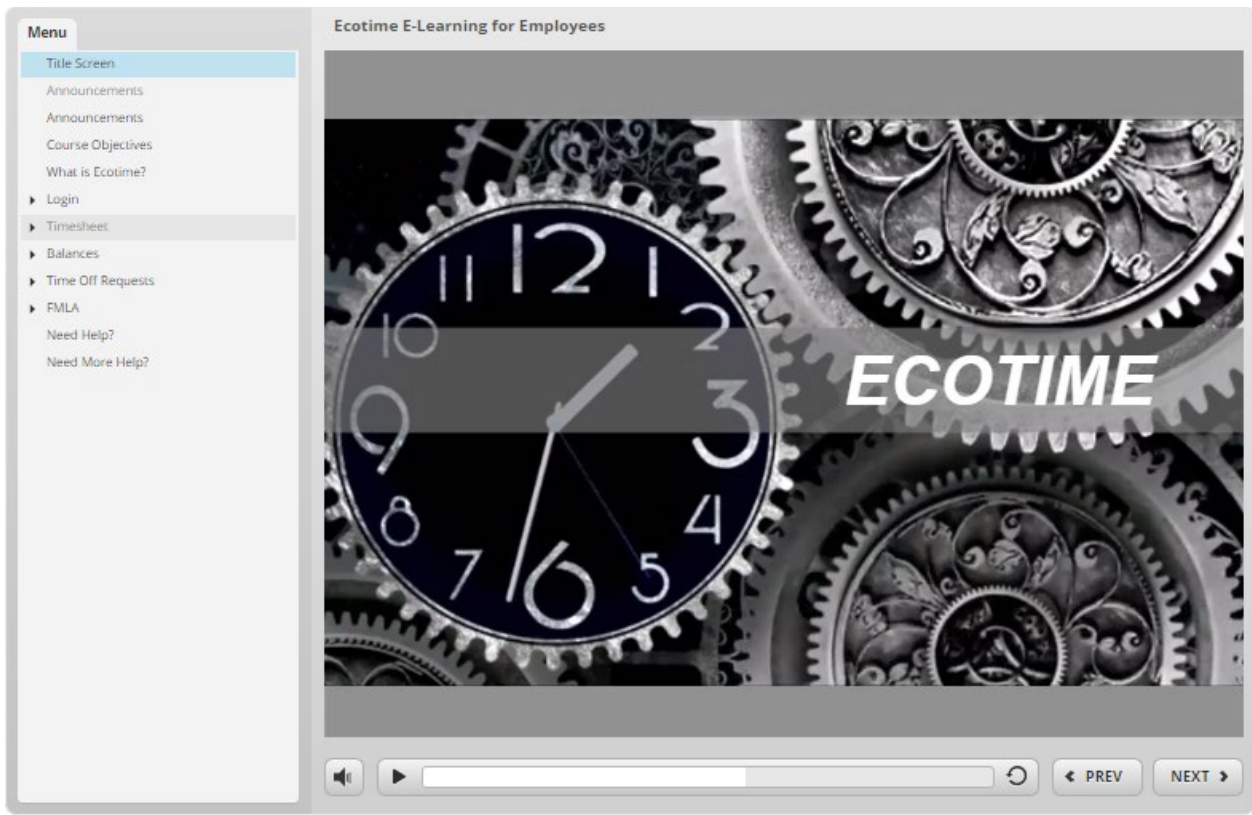 Menu
Title Screen
Announcements
Announcements
Course Objectives
What is Ecotime?
Login
Timesheet
Balances
Time Off Requests
FMLA
Need Help?
Need More Help?
Ecotime E-Learning for Employees
12
1
2
3
4
5
6
7
8
9
10
11
ECOTIME
PREV
NEXT